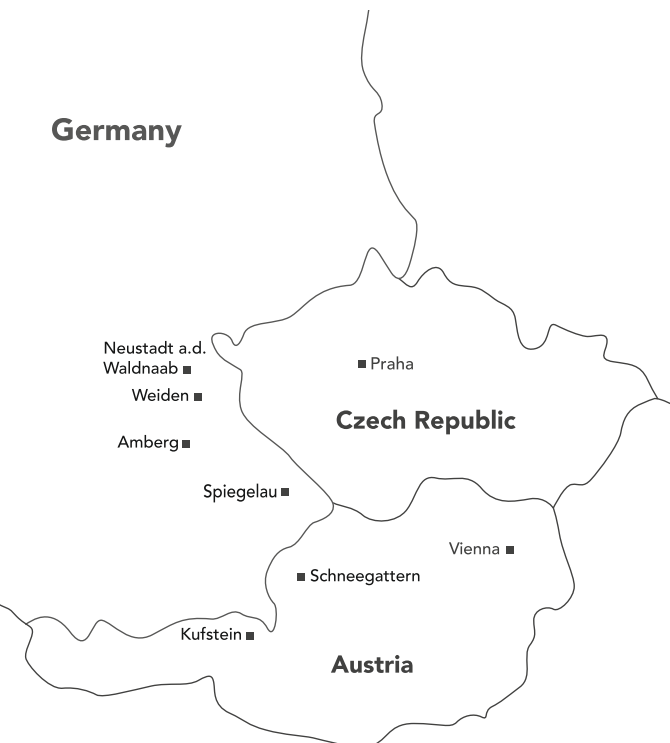 Germany
Neustadt a.d.
Waldnaab
Praha
Weiden
Czech Republic
Amberg
Spiegelau
Vienna
Schneegattern
Kufstein
Austria